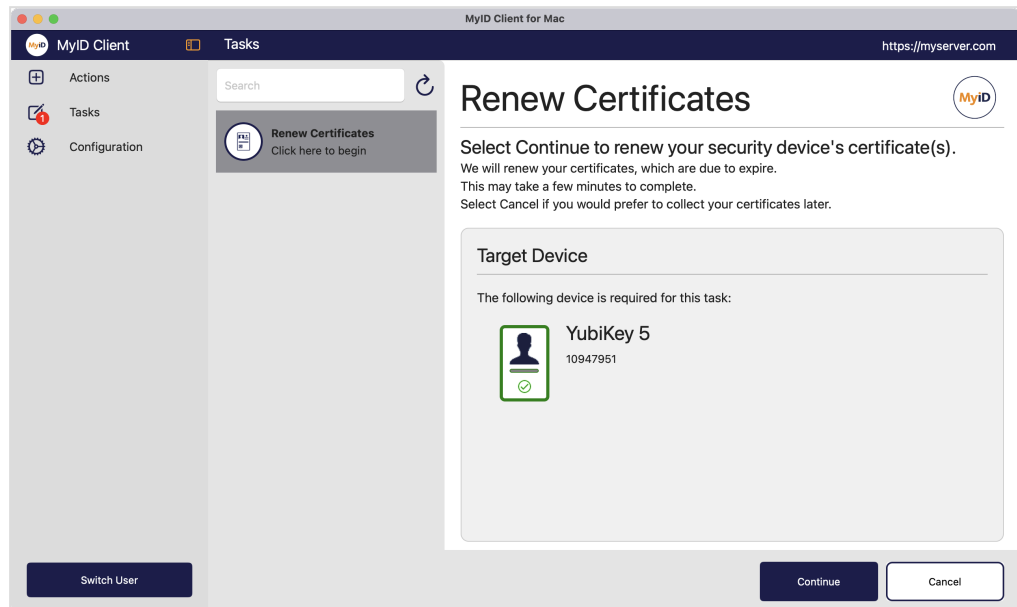 MyID Client for Mac
MyiD MyID Client Tasks https://myserver.com
Actions
Tasks
1
Configuration
Search
Renew Certificates
Click here to begin
Renew Certificates
MyiD
Select Continue to renew your security device's certificate(s).
We will renew your certificates, which are due to expire.
This may take a few minutes to complete.
Select Cancel if you would prefer to collect your certificates later.
Target Device
The following device is required for this task:
YubiKey 5
10947951
Switch User
Continue
Cancel